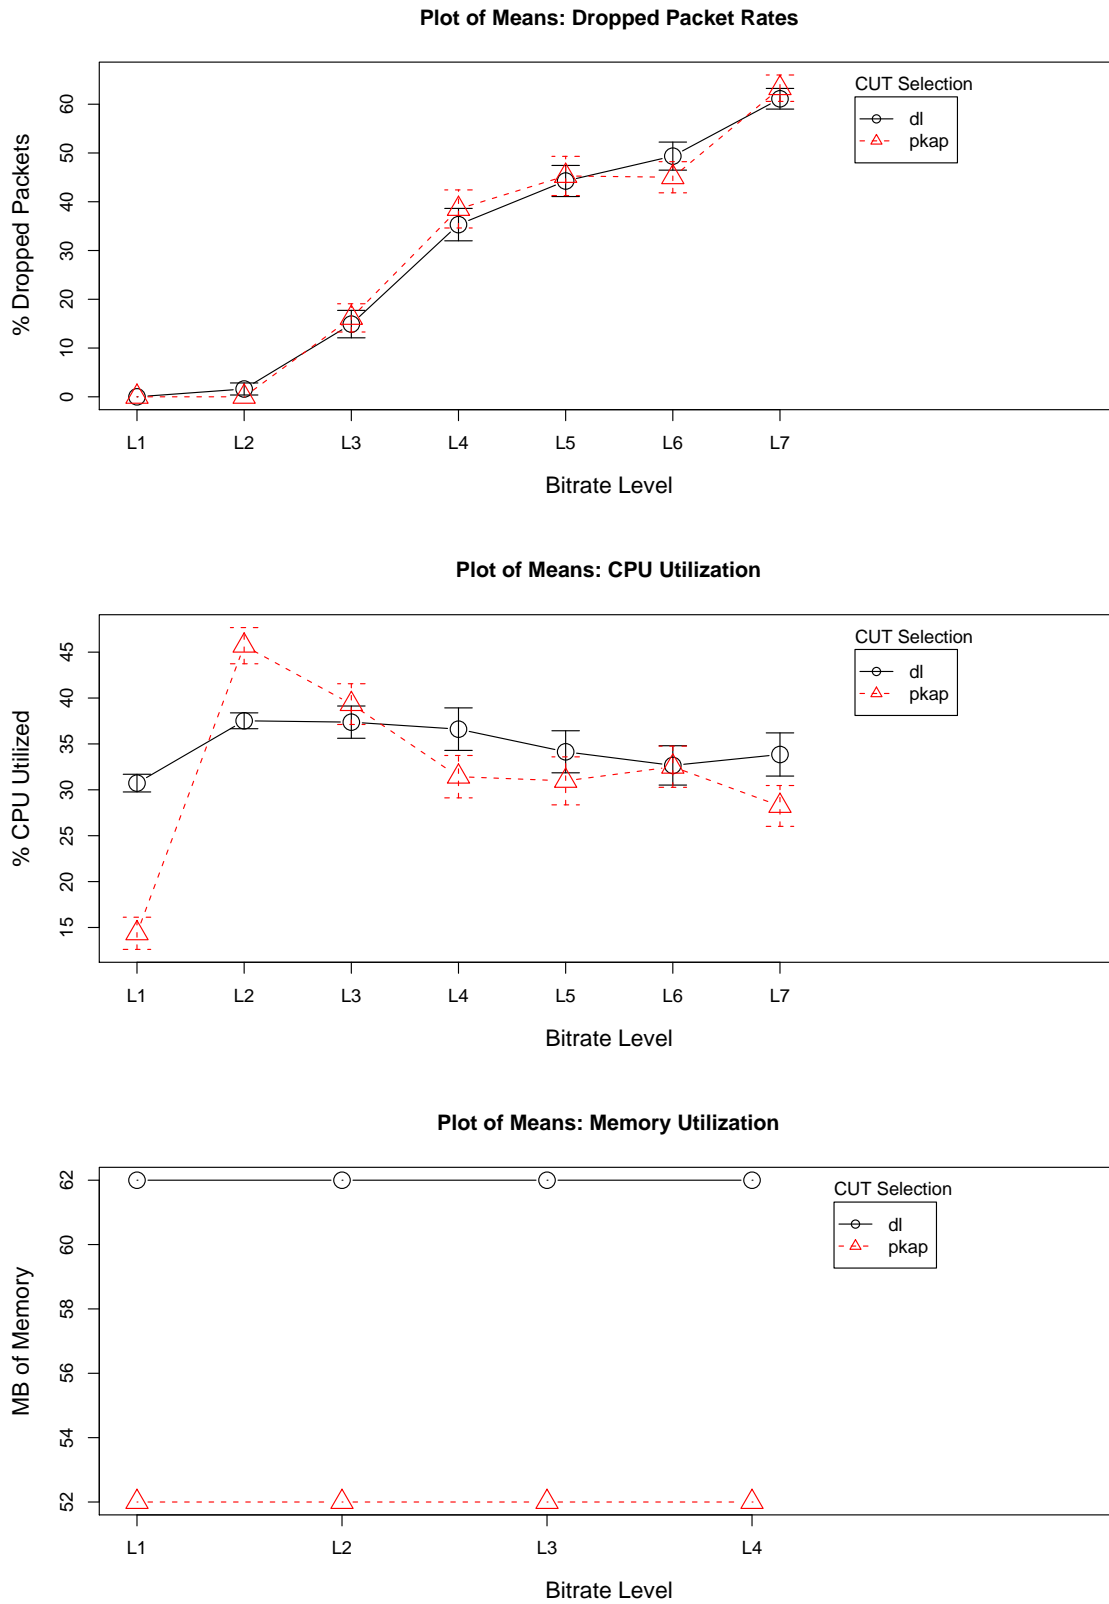 Plot of Means: Dropped Packet Rates
% Dropped Packets
60
50
40
30
20
10
0
CUT Selection
dl
pkap
L1 L2 L3 L4 L5 L6 L7
Bitrate Level
Plot of Means: CPU Utilization
% CPU Utilized
45
40
35
30
25
20
15
CUT Selection
dl
pkap
L1 L2 L3 L4 L5 L6 L7
Bitrate Level
Plot of Means: Memory Utilization
MB of Memory
62
60
58
56
54
52
CUT Selection
dl
pkap
L1 L2 L3 L4
Bitrate Level